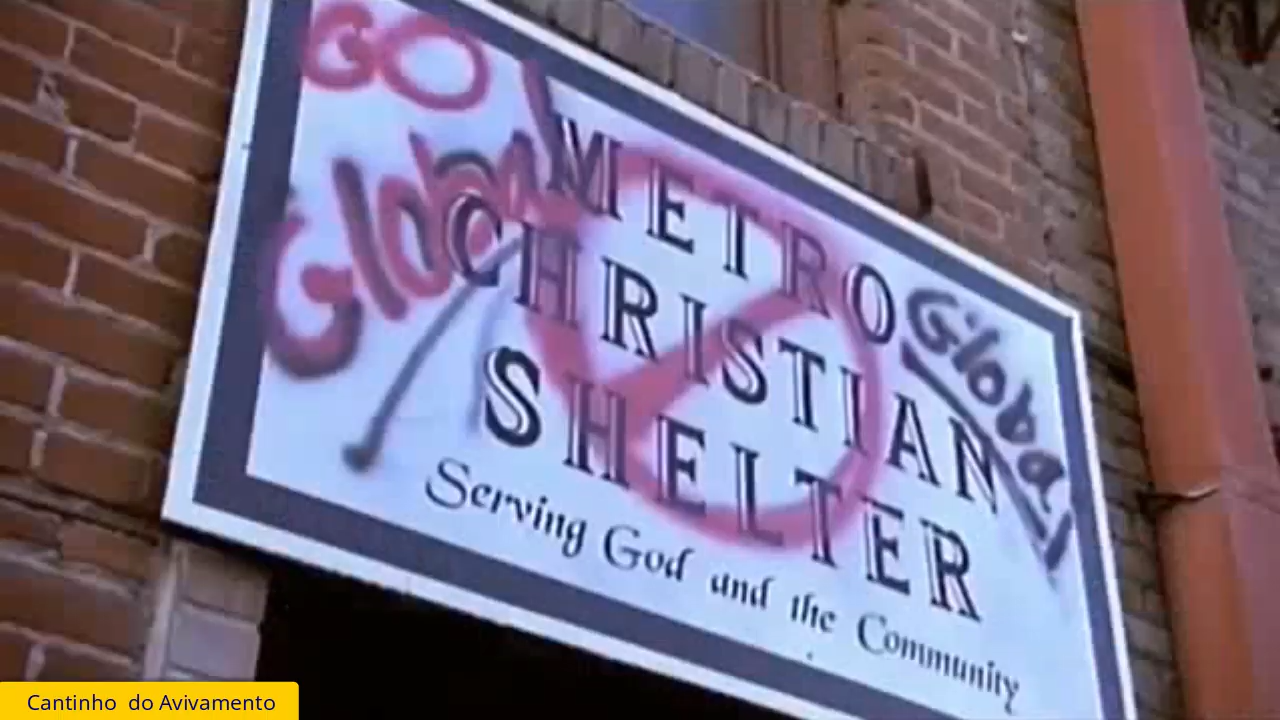 GO
Global
METRO
CHRISTIAN
SHELTER
Global
Serving God and the Community
Cantinho do Avivamento